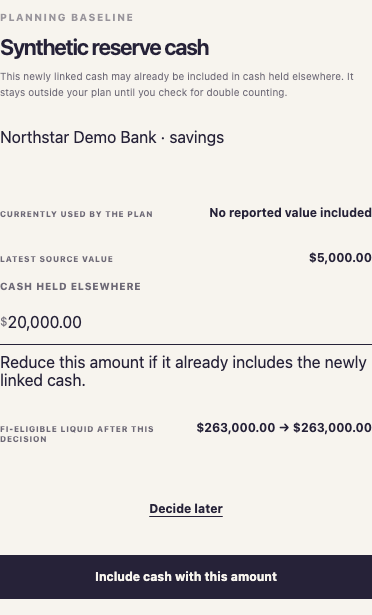 PLANNING BASELINE
Synthetic reserve cash
This newly linked cash may already be included in cash held elsewhere. It
stays outside your plan until you check for double counting.
Northstar Demo Bank · savings
CURRENTLY USED BY THE PLAN No reported value included
LATEST SOURCE VALUE $5,000.00
CASH HELD ELSEWHERE
$20,000.00
Reduce this amount if it already includes the newly
linked cash.
FI-ELIGIBLE LIQUID AFTER THIS $263,000.00 → $263,000.00
DECISION
Decide later
Include cash with this amount